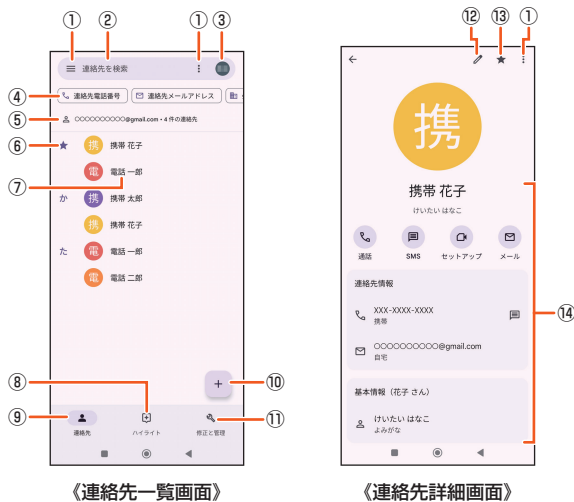 ① ② ① ③
連絡先を検索
④ 連絡先電話番号 連絡先メールアドレス
⑤ ○○○○○○○○○○@gmail.com・4 件の連絡先
⑥ 携 携帯 花子
⑦ 電 電話 一郎
か 携 携帯 太郎
携 携帯 花子
た 電 電話 一郎
電 電話 二郎
⑧ + ⑩
⑨ 連絡先 ハイライト 修正と管理 ⑪
《連絡先一覧画面》
⑫ ⑬ ①
携
携帯 花子
けいたい はなこ
通話 SMS セットアップ メール
連絡先情報
XXX-XXXX-XXXX
携帯
⑭
○○○○○○○○○○@gmail.com
自宅
基本情報（花子 さん）
けいたい はなこ
よみがな
《連絡先詳細画面》